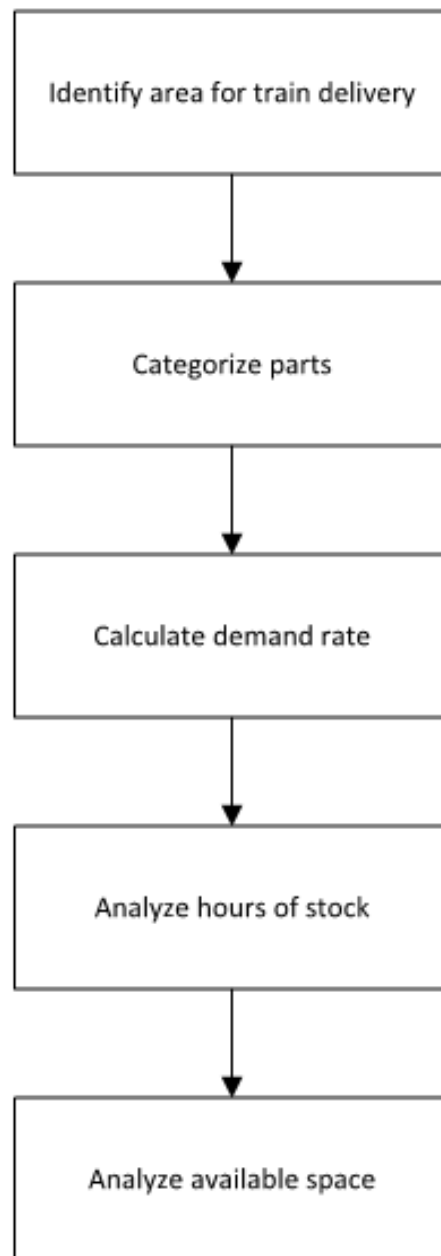 Identify area for train delivery
Categorize parts
Calculate demand rate
Analyze hours of stock
Analyze available space